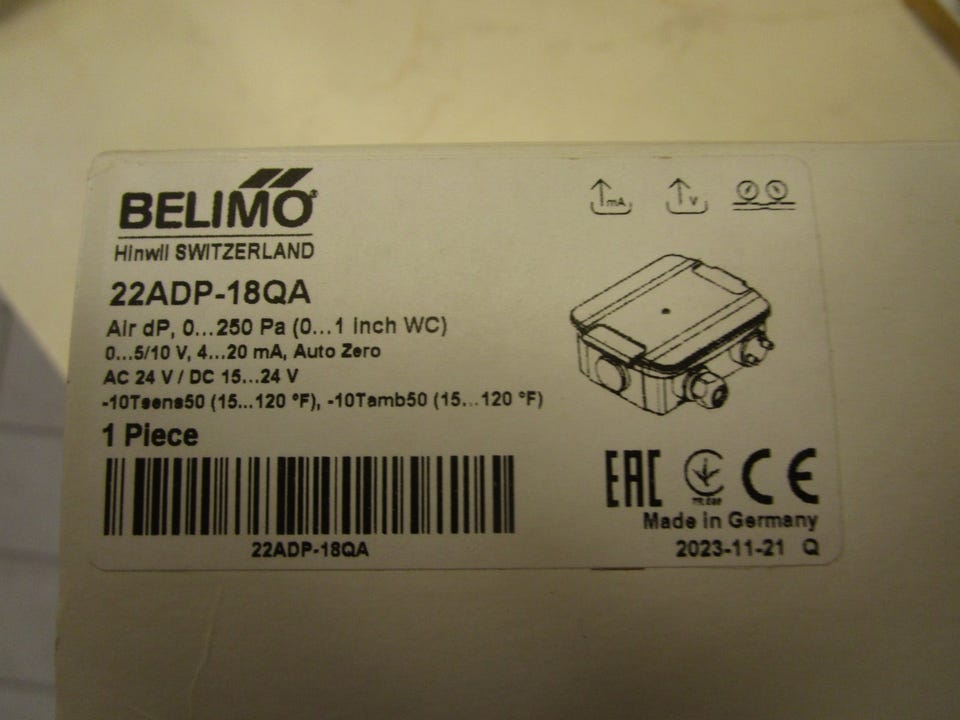 BELIMO®
Hinwil SWITZERLAND
22ADP-18QA
Air dP, 0...250 Pa (0...1 inch WC)
0...5/10 V, 4...20 mA, Auto Zero
AC 24 V / DC 15...24 V
-10Tsens50 (15...120 °F), -10Tamb50 (15...120 °F)
1 Piece
22ADP-18QA
mA
V
EAC
CE
Made in Germany
2023-11-21 Q